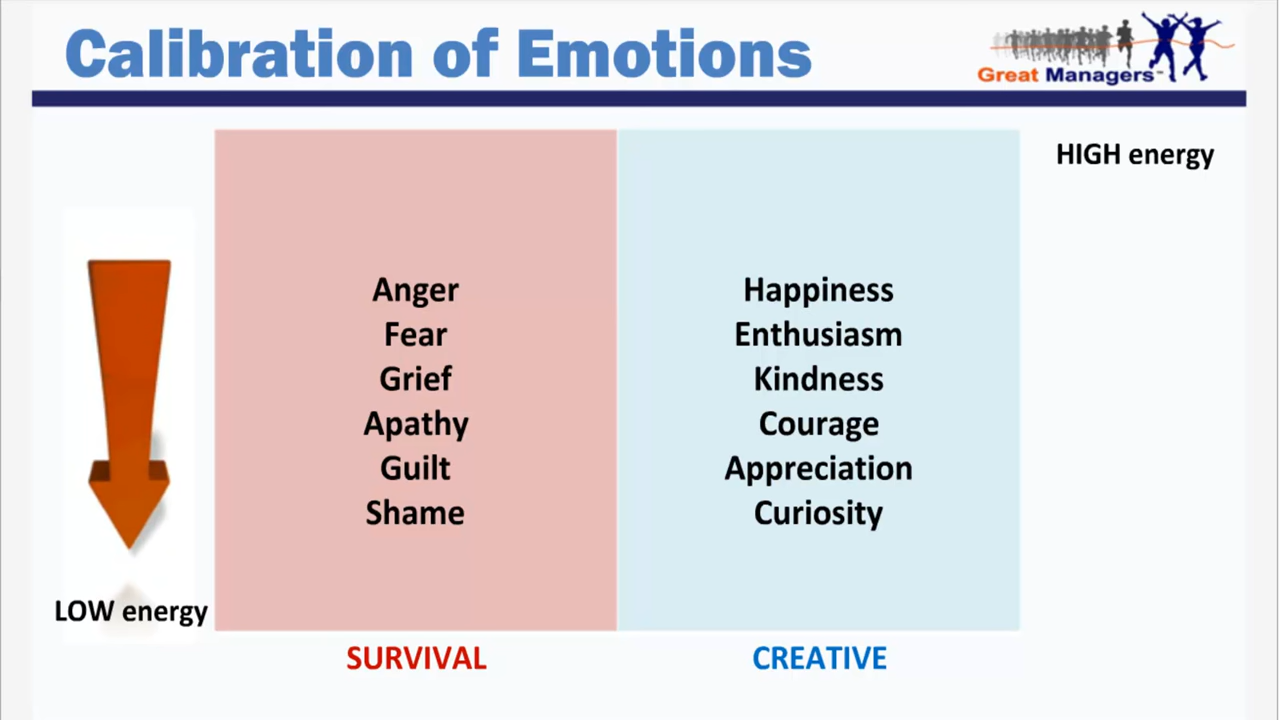 Calibration of Emotions
Great Managers™
HIGH energy
Anger
Fear
Grief
Apathy
Guilt
Shame
Happiness
Enthusiasm
Kindness
Courage
Appreciation
Curiosity
LOW energy
SURVIVAL
CREATIVE